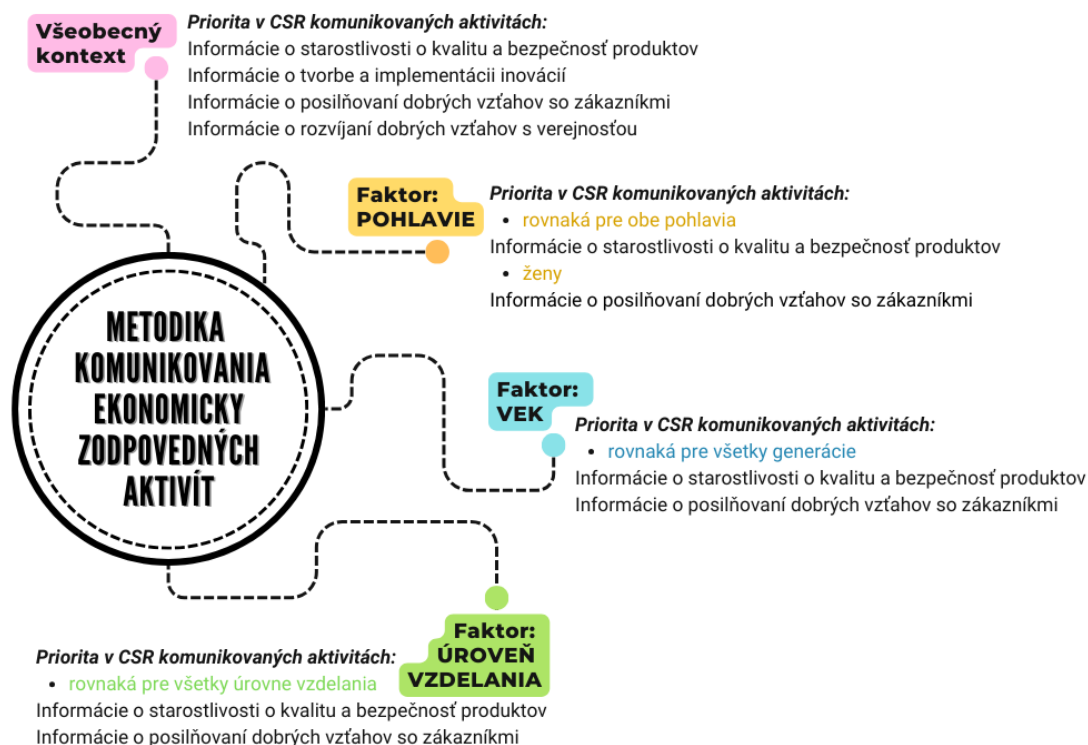 Všeobecný
kontext
Priorita v CSR komunikovaných aktivitách:
Informácie o starostlivosti o kvalitu a bezpečnosť produktov
Informácie o tvorbe a implementácii inovácií
Informácie o posilňovaní dobrých vzťahov so zákazníkmi
Informácie o rozvíjaní dobrých vzťahov s verejnosťou
Faktor:
POHLAVIE
Priorita v CSR komunikovaných aktivitách:
• rovnaká pre obe pohlavia
Informácie o starostlivosti o kvalitu a bezpečnosť produktov
• ženy
Informácie o posilňovaní dobrých vzťahov so zákazníkmi
METODIKA
KOMUNIKOVANIA
EKONOMICKY
ZODPOVEDNÝCH
AKTIVÍT
Faktor:
VEK
Priorita v CSR komunikovaných aktivitách:
• rovnaká pre všetky generácie
Informácie o starostlivosti o kvalitu a bezpečnosť produktov
Informácie o posilňovaní dobrých vzťahov so zákazníkmi
Faktor:
ÚROVEŇ
VZDELANIA
Priorita v CSR komunikovaných aktivitách:
• rovnaká pre všetky úrovne vzdelania
Informácie o starostlivosti o kvalitu a bezpečnosť produktov
Informácie o posilňovaní dobrých vzťahov so zákazníkmi